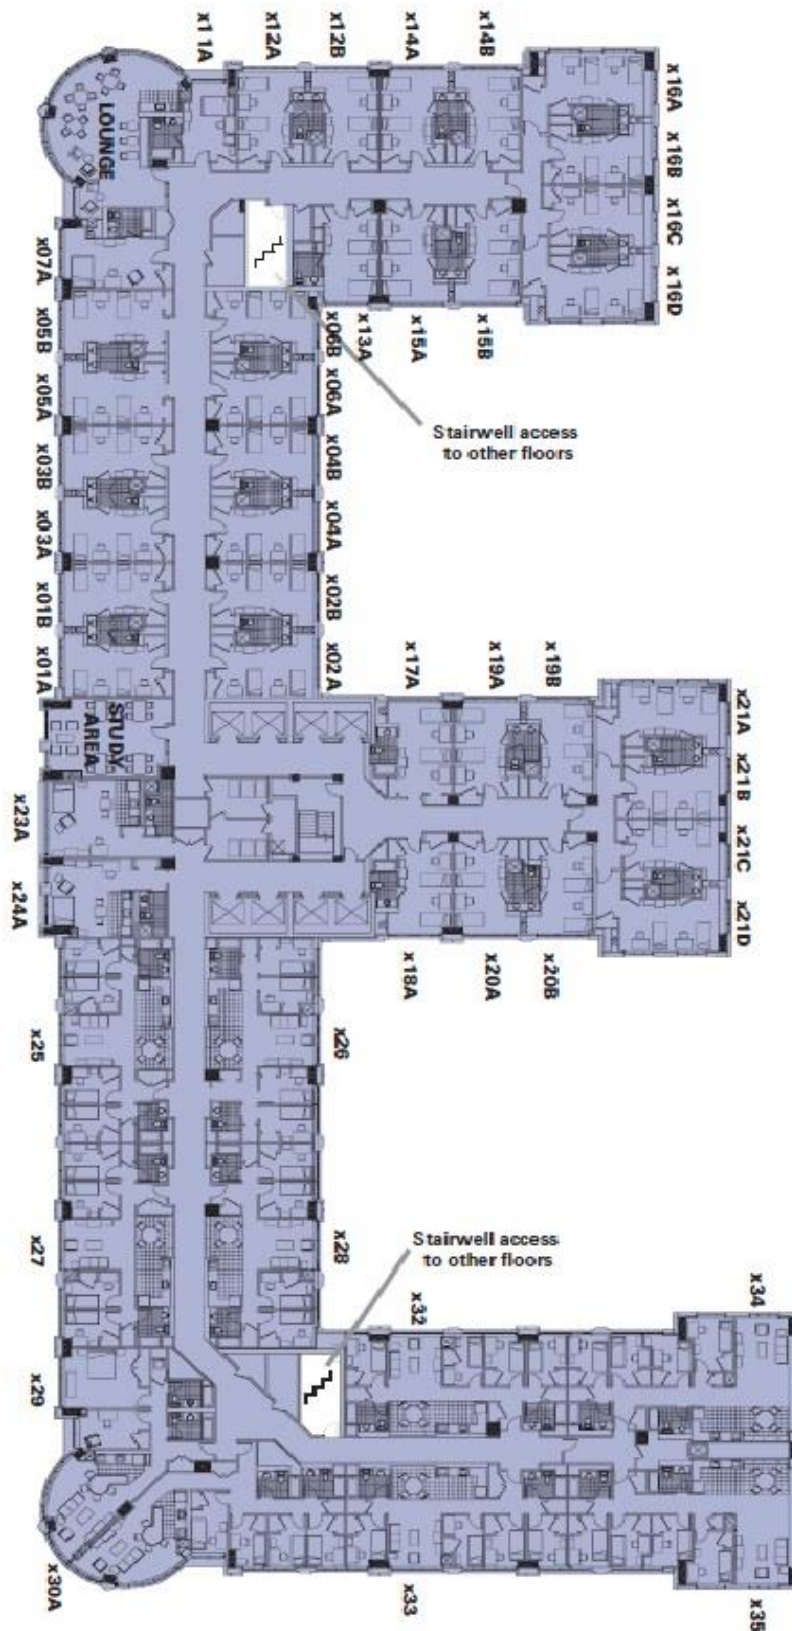 x11A
x12A
x12B
x14A
x14B
x16A
x16B
x16C
x16D
LOUNGE
x07A
x05B
x05A
x03B
x03A
x01B
x01A
x06B
x06A
x04B
x04A
x02B
x02A
x13A
x15A
x15B
Stairwell access
to other floors
STUDY
AREA
x17A
x19A
x19B
x21A
x21B
x21C
x21D
x23A
x24A
x18A
x20A
x20B
x25
x26
x27
x28
Stairwell access
to other floors
x29
x32
x34
x30A
x33
x35